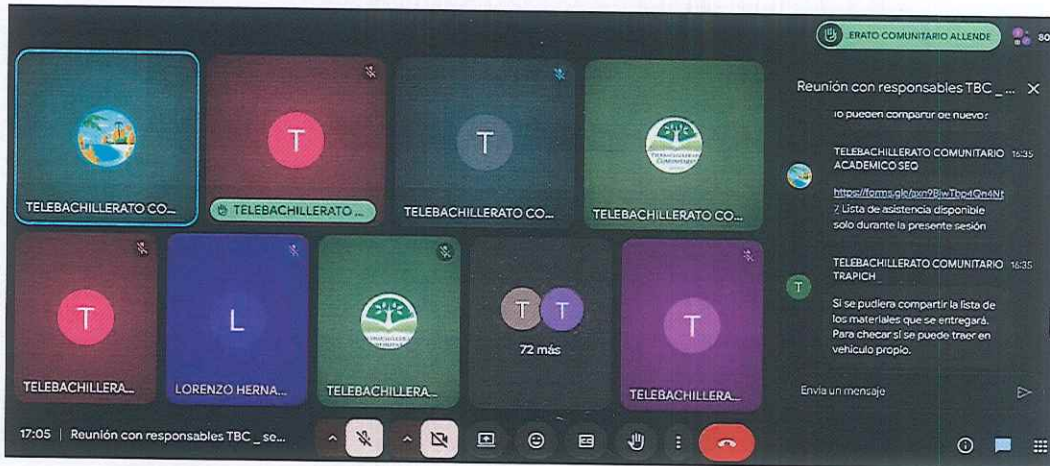 ERATO COMUNITARIO ALLENDE
80
Reunión con responsables TBC _ ...
lo pueden compartir de nuevo?
TELEBACHILLERATO COMUNITARIO 16:35
ACADEMICO SEQ
? Lista de asistencia disponible
solo durante la presente sesión
TELEBACHILLERATO COMUNITARIO 16:35
TRAPICH_
T
Si se pudiera compartir la lista de
los materiales que se entregará.
Para checar si se puede traer en
vehículo propio.
Envía un mensaje
TELEBACHILLERATO CO...
T
TELEBACHILLERATO ...
T
TELEBACHILLERATO CO...
TELEBACHILLERATO CO...
T
TELEBACHILLERA...
L
LORENZO HERNA...
TELEBACHILLERA...
T T
72 más
T
TELEBACHILLERA...
17:05 | Reunión con responsables TBC _ se...